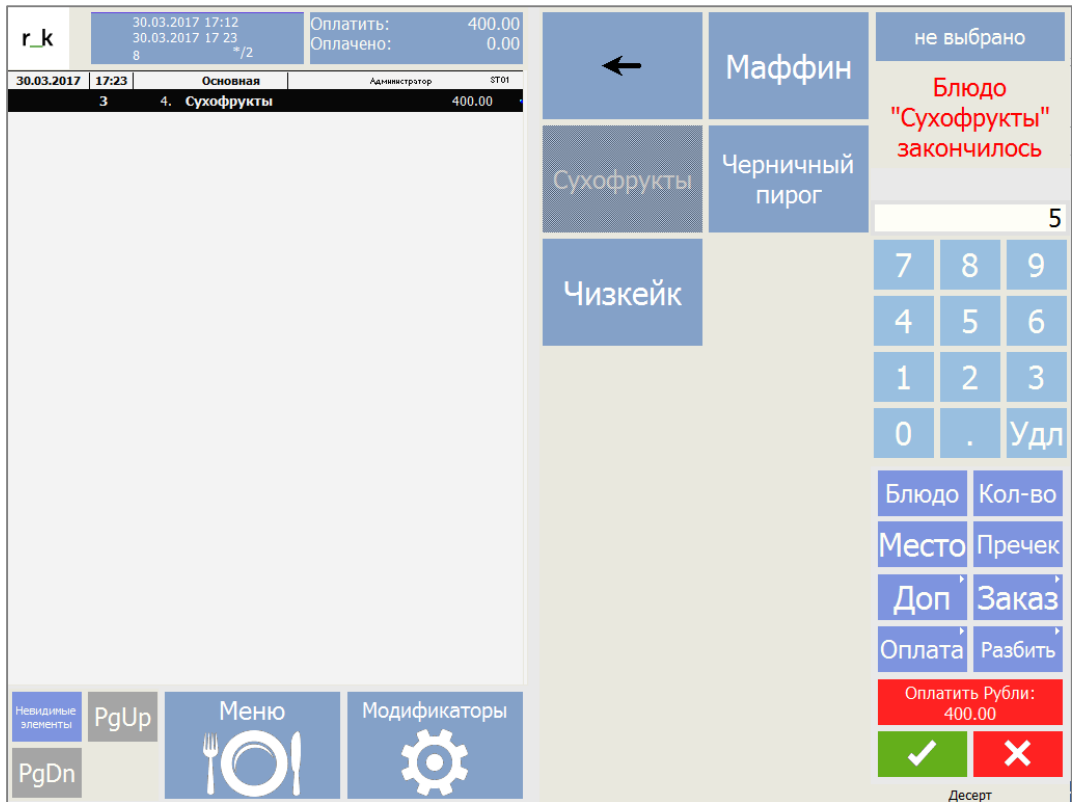 r_k
30.03.2017 17:12
30.03.2017 17 23
8 */2
Оплатить: 400.00
Оплачено: 0.00
30.03.2017 17:23 Основная Администратор ST01
3 4. Сухофрукты 400.00
←
Маффин
Сухофрукты
Черничный
пирог
Чизкейк
не выбрано
Блюдо
"Сухофрукты"
закончилось
5
7 8 9
4 5 6
1 2 3
0 . Удл
Блюдо Кол-во
Место Пречек
Доп Заказ
Оплата Разбить
Оплатить Рубли:
400.00
Невидимые
элементы
PgUp
Меню
Модификаторы
PgDn
Десерт